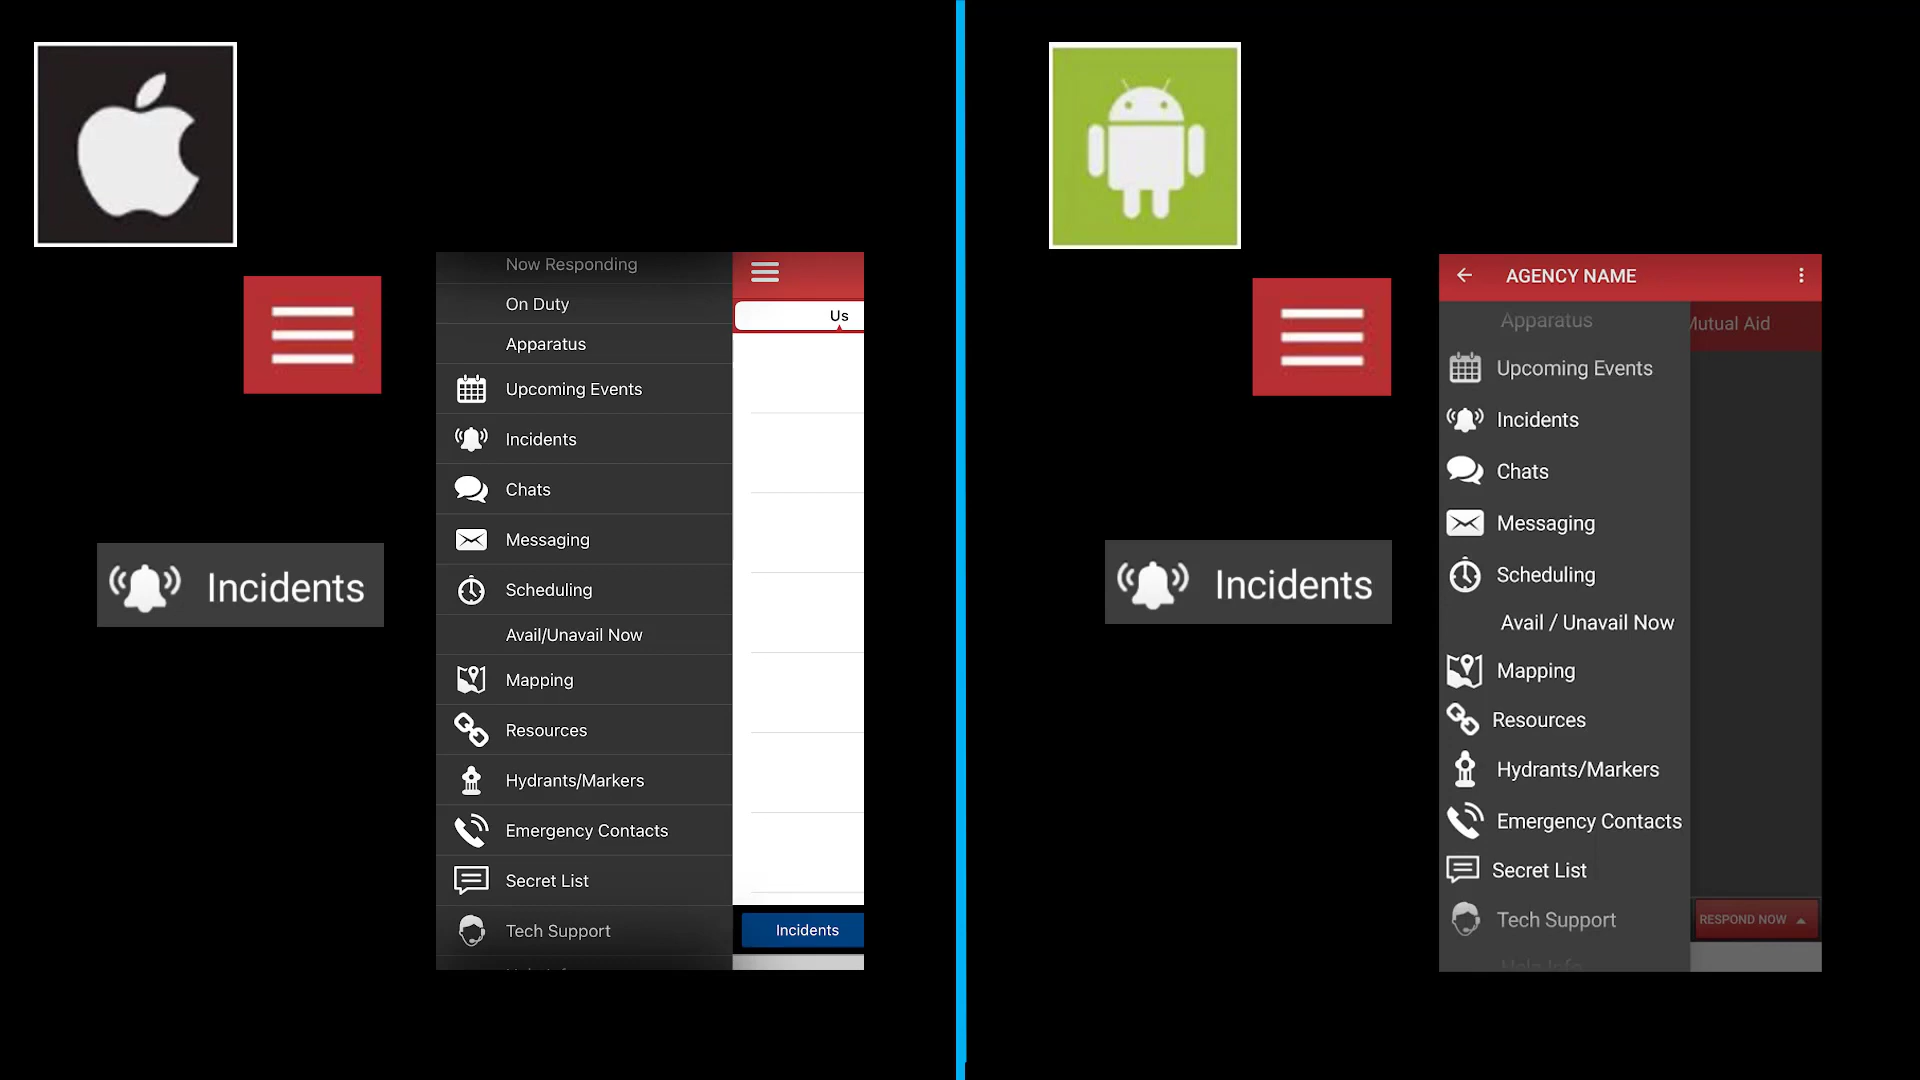 Now Responding
On Duty
Apparatus
Upcoming Events
Incidents
Chats
Messaging
Scheduling
Avail/Unavail Now
Mapping
Resources
Hydrants/Markers
Emergency Contacts
Secret List
Tech Support
Us
Incidents
Incidents
AGENCY NAME
Mutual Aid
Apparatus
Upcoming Events
Incidents
Chats
Messaging
Scheduling
Avail / Unavail Now
Mapping
Resources
Hydrants/Markers
Emergency Contacts
Secret List
Tech Support
Help Info
RESPOND NOW
Incidents